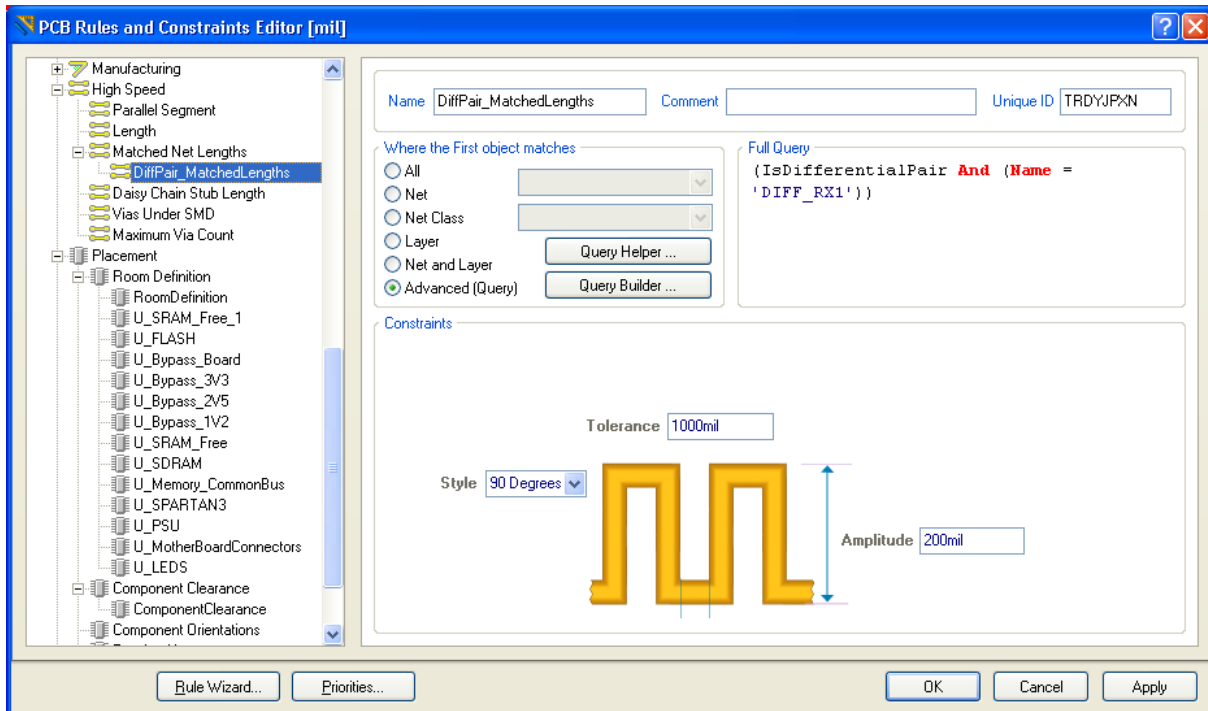 PCB Rules and Constraints Editor [mil]
Manufacturing
High Speed
Parallel Segment
Length
Matched Net Lengths
DiffPair_MatchedLengths
Daisy Chain Stub Length
Vias Under SMD
Maximum Via Count
Placement
Room Definition
RoomDefinition
U_SRAM_Free_1
U_FLASH
U_Bypass_Board
U_Bypass_3V3
U_Bypass_2V5
U_Bypass_1V2
U_SRAM_Free
U_SDRAM
U_Memory_CommonBus
U_SPARTAN3
U_PSU
U_MotherBoardConnectors
U_LEDS
Component Clearance
ComponentClearance
Component Orientations
Name DiffPair_MatchedLengths Comment Unique ID TRDYJPXN
Where the First object matches
All
Net
Net Class
Layer
Net and Layer
Advanced (Query)
Query Helper ...
Query Builder ...
Full Query
(IsDifferentialPair And (Name =
'DIFF_RX1'))
Constraints
Tolerance 1000mil
Style 90 Degrees
Amplitude 200mil
Rule Wizard... Priorities... OK Cancel Apply